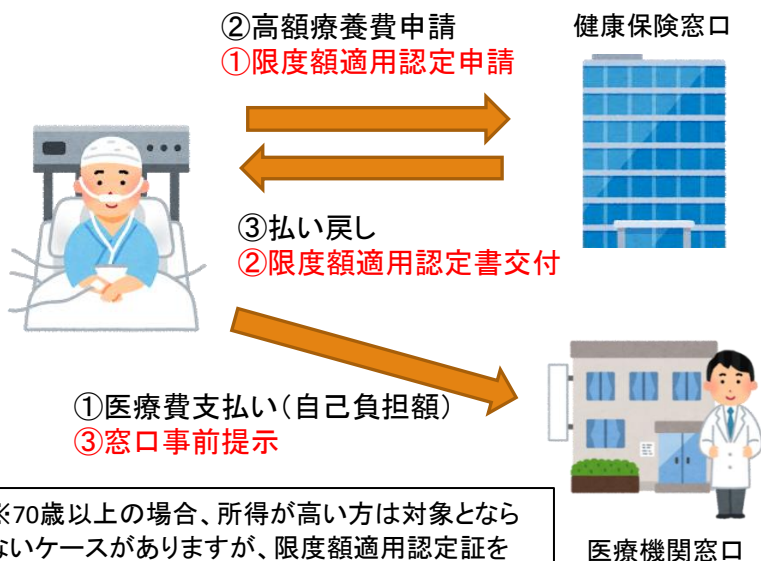 ②高額療養費申請
①限度額適用認定申請
健康保険窓口
③払い戻し
②限度額適用認定書交付
①医療費支払い(自己負担額)
③窓口事前提示
※70歳以上の場合、所得が高い方は対象となら
ないケースがありますが、限度額適用認定証を
医療機関窓口